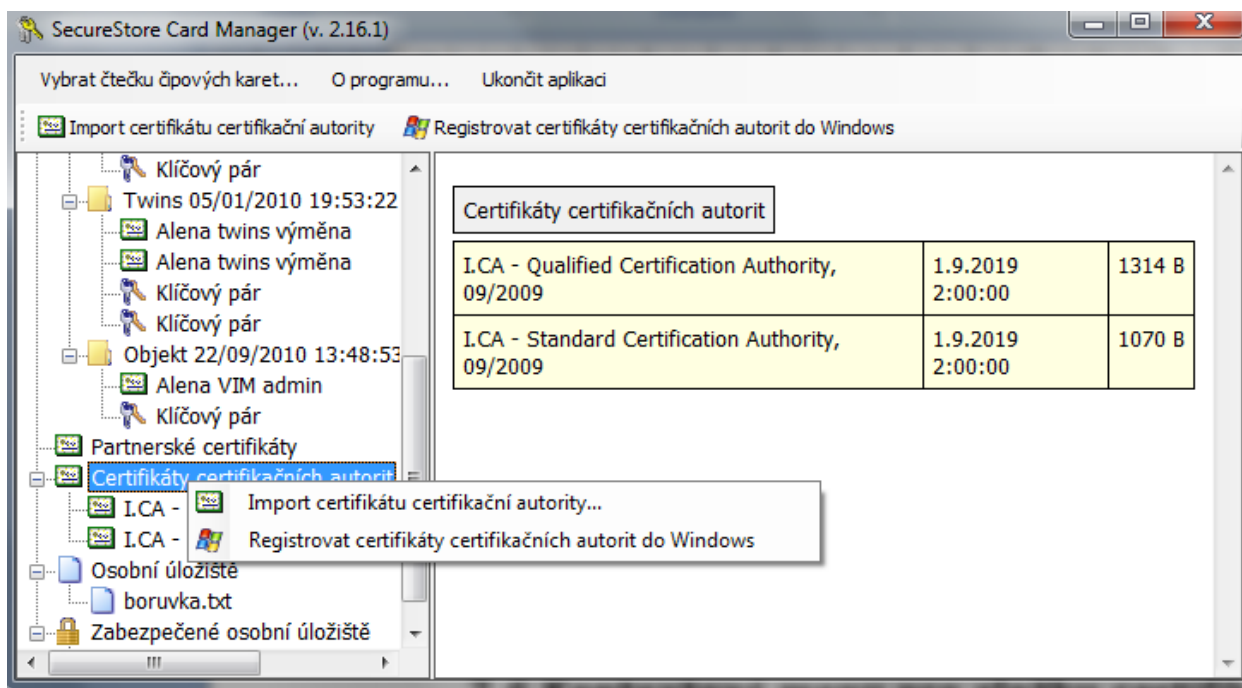 SecureStore Card Manager (v. 2.16.1)
Vybrat čtečku čipových karet... O programu... Ukončit aplikaci
Import certifikátu certifikační autority Registrovat certifikáty certifikačních autorit do Windows
Klíčový pár
Twins 05/01/2010 19:53:22
Alena twins výměna
Alena twins výměna
Klíčový pár
Klíčový pár
Objekt 22/09/2010 13:48:53
Alena VIM admin
Klíčový pár
Partnerské certifikáty
Certifikáty certifikačních autorit
I.CA -
I.CA -
Osobní úložiště
boruvka.txt
Zabezpečené osobní úložiště
Import certifikátu certifikační autority...
Registrovat certifikáty certifikačních autorit do Windows
Certifikáty certifikačních autorit
I.CA - Qualified Certification Authority, 1.9.2019 1314 B
09/2009 2:00:00
I.CA - Standard Certification Authority, 1.9.2019 1070 B
09/2009 2:00:00